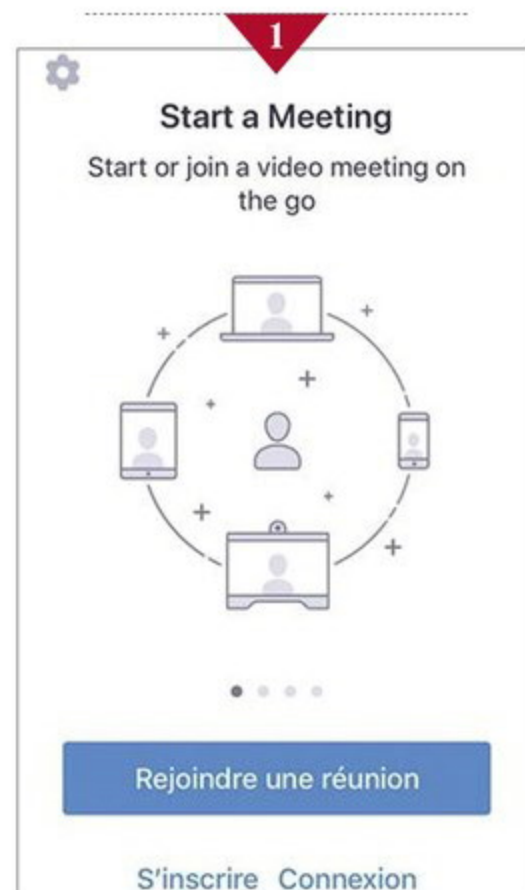 1
Start a Meeting
Start or join a video meeting on
the go
Rejoindre une réunion
S'inscrire Connexion